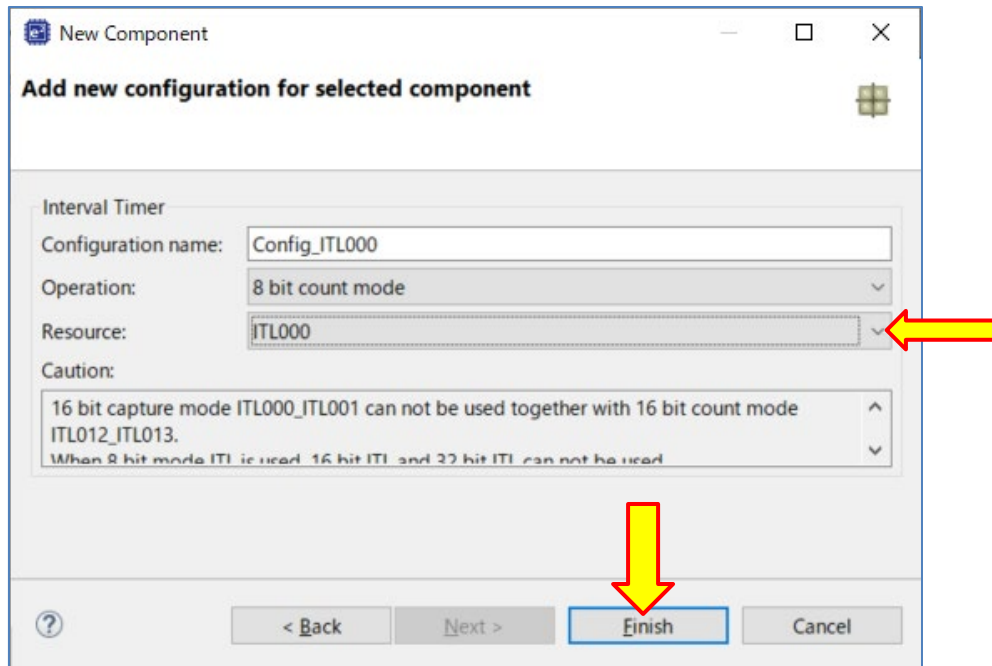 New Component
Add new configuration for selected component
Interval Timer
Configuration name: Config_ITL000
Operation: 8 bit count mode
Resource: ITL000
Caution:
16 bit capture mode ITL000_ITL001 can not be used together with 16 bit count mode
ITL012_ITL013.
When 8 bit mode ITL is used, 16 bit ITL and 32 bit ITL can not be used
?
< Back
Next >
Finish
Cancel